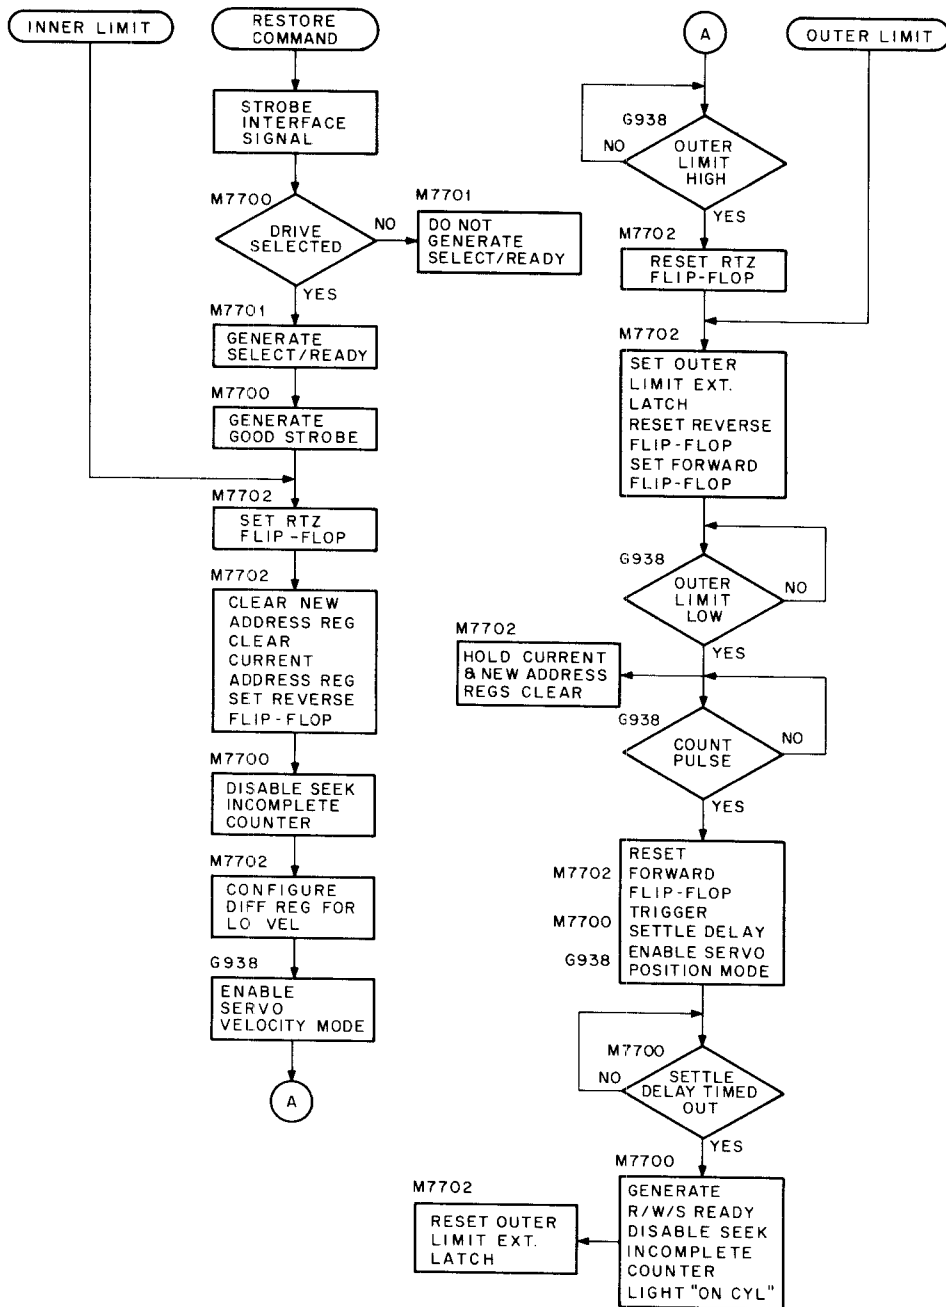 INNER LIMIT
RESTORE
COMMAND
STROBE
INTERFACE
SIGNAL
M7700
DRIVE
SELECTED
NO
M7701
DO NOT
GENERATE
SELECT/READY
YES
M7701
GENERATE
SELECT/READY
M7700
GENERATE
GOOD STROBE
M7702
SET RTZ
FLIP-FLOP
M7702
CLEAR NEW
ADDRESS REG
CLEAR
CURRENT
ADDRESS REG
SET REVERSE
FLIP-FLOP
M7700
DISABLE SEEK
INCOMPLETE
COUNTER
M7702
CONFIGURE
DIFF REG FOR
LO VEL
G938
ENABLE
SERVO
VELOCITY MODE
A
A
OUTER LIMIT
G938
NO
OUTER
LIMIT
HIGH
YES
M7702
RESET RTZ
FLIP-FLOP
M7702
SET OUTER
LIMIT EXT.
LATCH
RESET REVERSE
FLIP-FLOP
SET FORWARD
FLIP-FLOP
G938
OUTER
LIMIT
LOW
NO
YES
M7702
HOLD CURRENT
& NEW ADDRESS
REGS CLEAR
G938
COUNT
PULSE
NO
YES
M7702
RESET
FORWARD
FLIP-FLOP
M7700
TRIGGER
SETTLE DELAY
G938
ENABLE SERVO
POSITION MODE
M7700
NO
SETTLE
DELAY TIMED
OUT
YES
M7700
GENERATE
R/W/S READY
DISABLE SEEK
INCOMPLETE
COUNTER
LIGHT "ON CYL"
M7702
RESET OUTER
LIMIT EXT.
LATCH